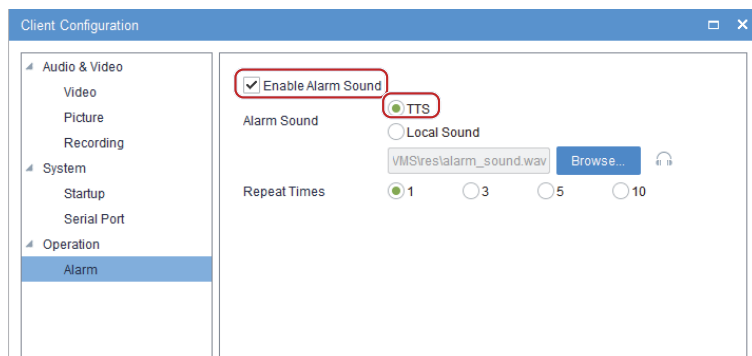 Client Configuration
Audio & Video
Video
Picture
Recording
System
Startup
Serial Port
Operation
Alarm
Enable Alarm Sound
Alarm Sound
TTS
Local Sound
VMS\res\alarm_sound.wav
Browse...
Repeat Times
1
3
5
10